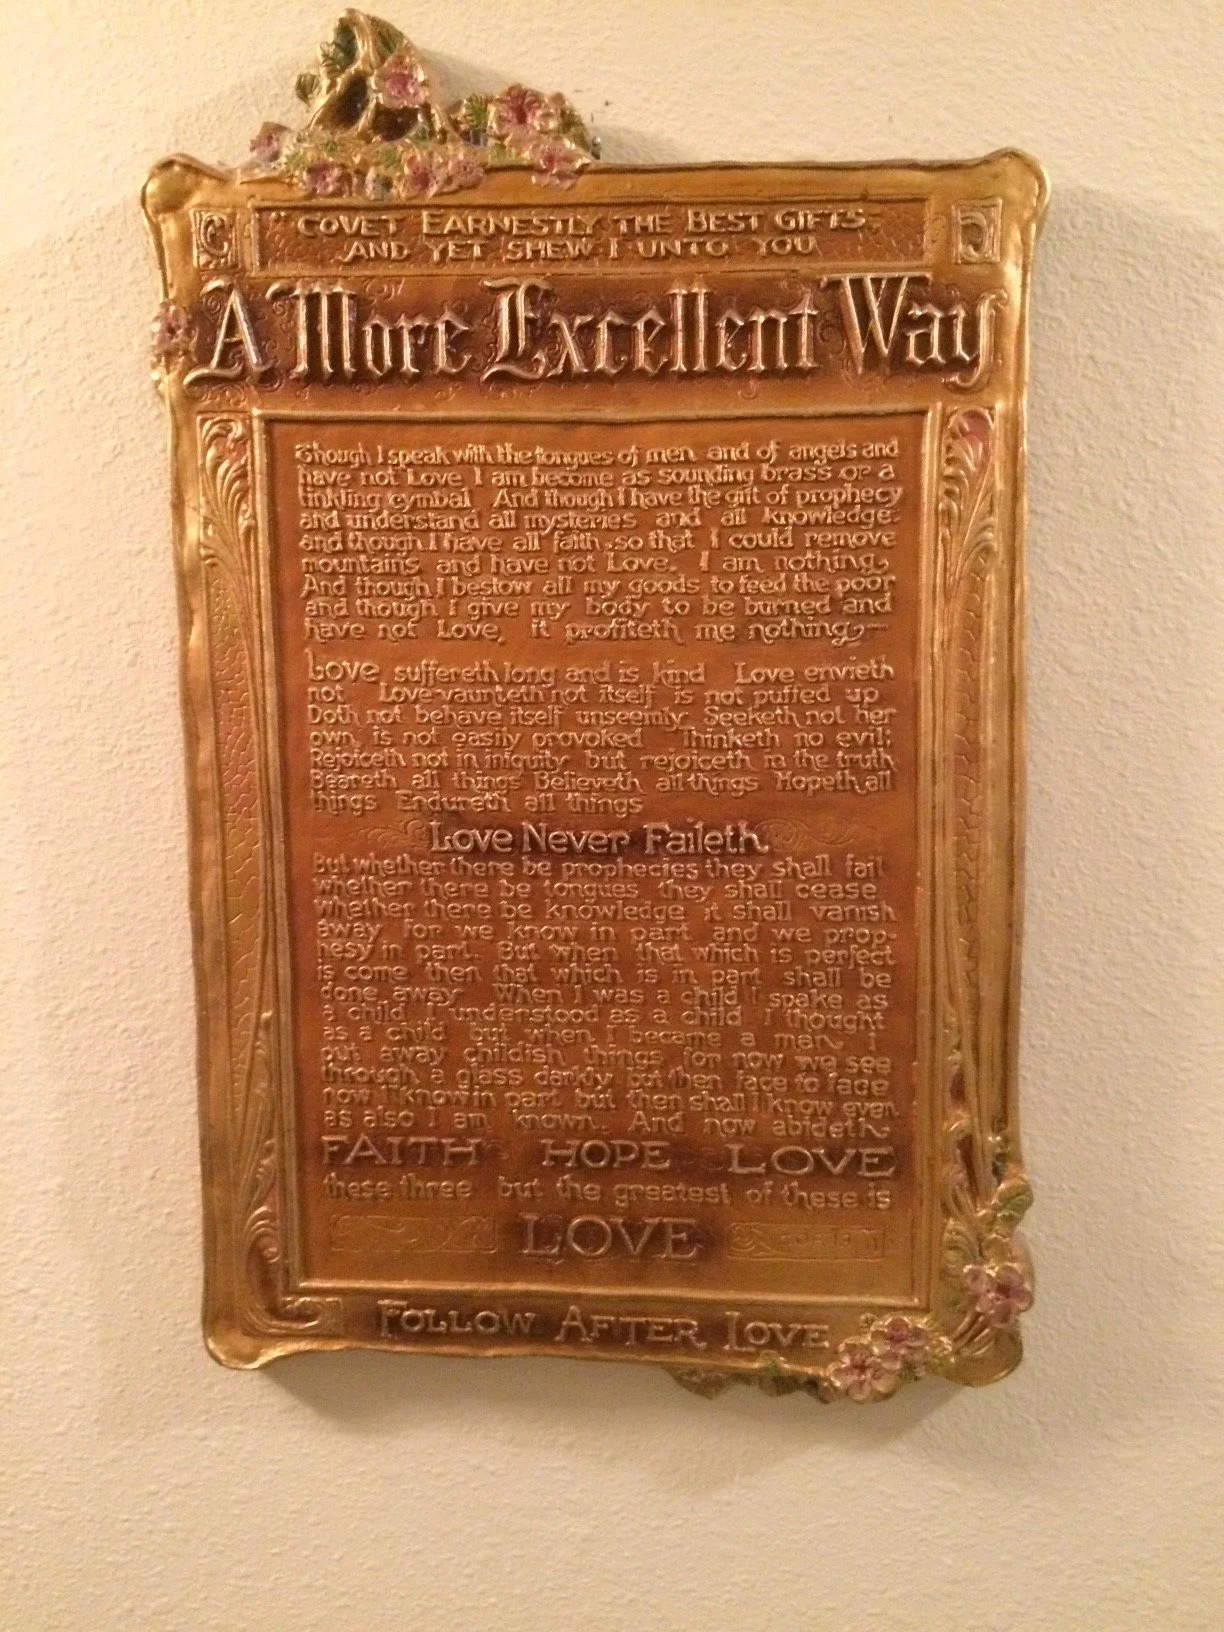 "COVET EARNESTLY THE BEST GIFTS,
AND YET SHEW I UNTO YOU
A More Excellent Way
Though I speak with the tongues of men and of angels and
have not Love I am become as sounding brass or a
tinkling cymbal And though I have the gift of prophecy
and understand all mysteries and all knowledge.
and though I have all faith, so that I could remove
mountains and have not Love. I am nothing,
And though I bestow all my goods to feed the poor
and though I give my body to be burned and
have not Love, it profiteth me nothing,—
Love suffereth long and is kind Love envieth
not Love vaunteth not itself is not puffed up
Doth not behave itself unseemly Seeketh not her
own, is not easily provoked Thinketh no evil:
Rejoiceth not in iniquity but rejoiceth in the truth
Beareth all things Believeth all things Hopeth all
things Endureth all things
Love Never Faileth
But whether there be prophecies they shall fail
whether there be tongues they shall cease
whether there be knowledge it shall vanish
away for we know in part and we prop-
hesy in part. But when that which is perfect
is come then that which is in part shall be
done away When I was a child I spake as
a child I understood as a child I thought
as a child but when I became a man, I
put away childish things for now we see
through a glass darkly but then face to face
now I know in part but then shall I know even
as also I am known. And now abideth
FAITH HOPE LOVE
these three but the greatest of these is
LOVE
FOLLOW AFTER LOVE